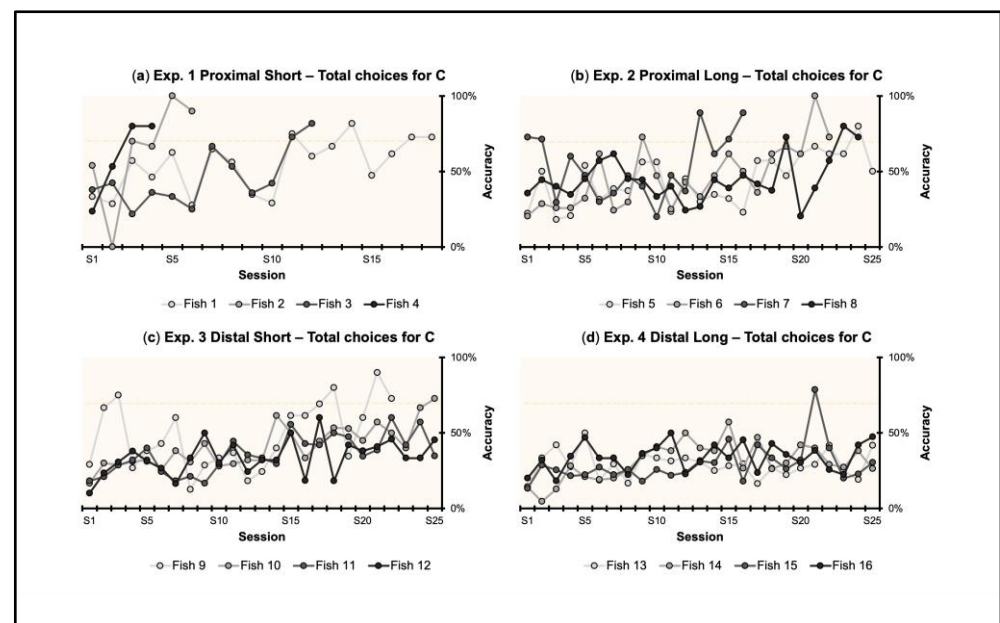 (a) Exp. 1 Proximal Short – Total choices for C
100%
50%
0%
Accuracy
S1 S5 S10 S15
Session
Fish 1 Fish 2 Fish 3 Fish 4
(b) Exp. 2 Proximal Long – Total choices for C
100%
50%
0%
Accuracy
S1 S5 S10 S15 S20 S25
Session
Fish 5 Fish 6 Fish 7 Fish 8
(c) Exp. 3 Distal Short – Total choices for C
100%
50%
0%
Accuracy
S1 S5 S10 S15 S20 S25
Session
Fish 9 Fish 10 Fish 11 Fish 12
(d) Exp. 4 Distal Long – Total choices for C
100%
50%
0%
Accuracy
S1 S5 S10 S15 S20 S25
Session
Fish 13 Fish 14 Fish 15 Fish 16